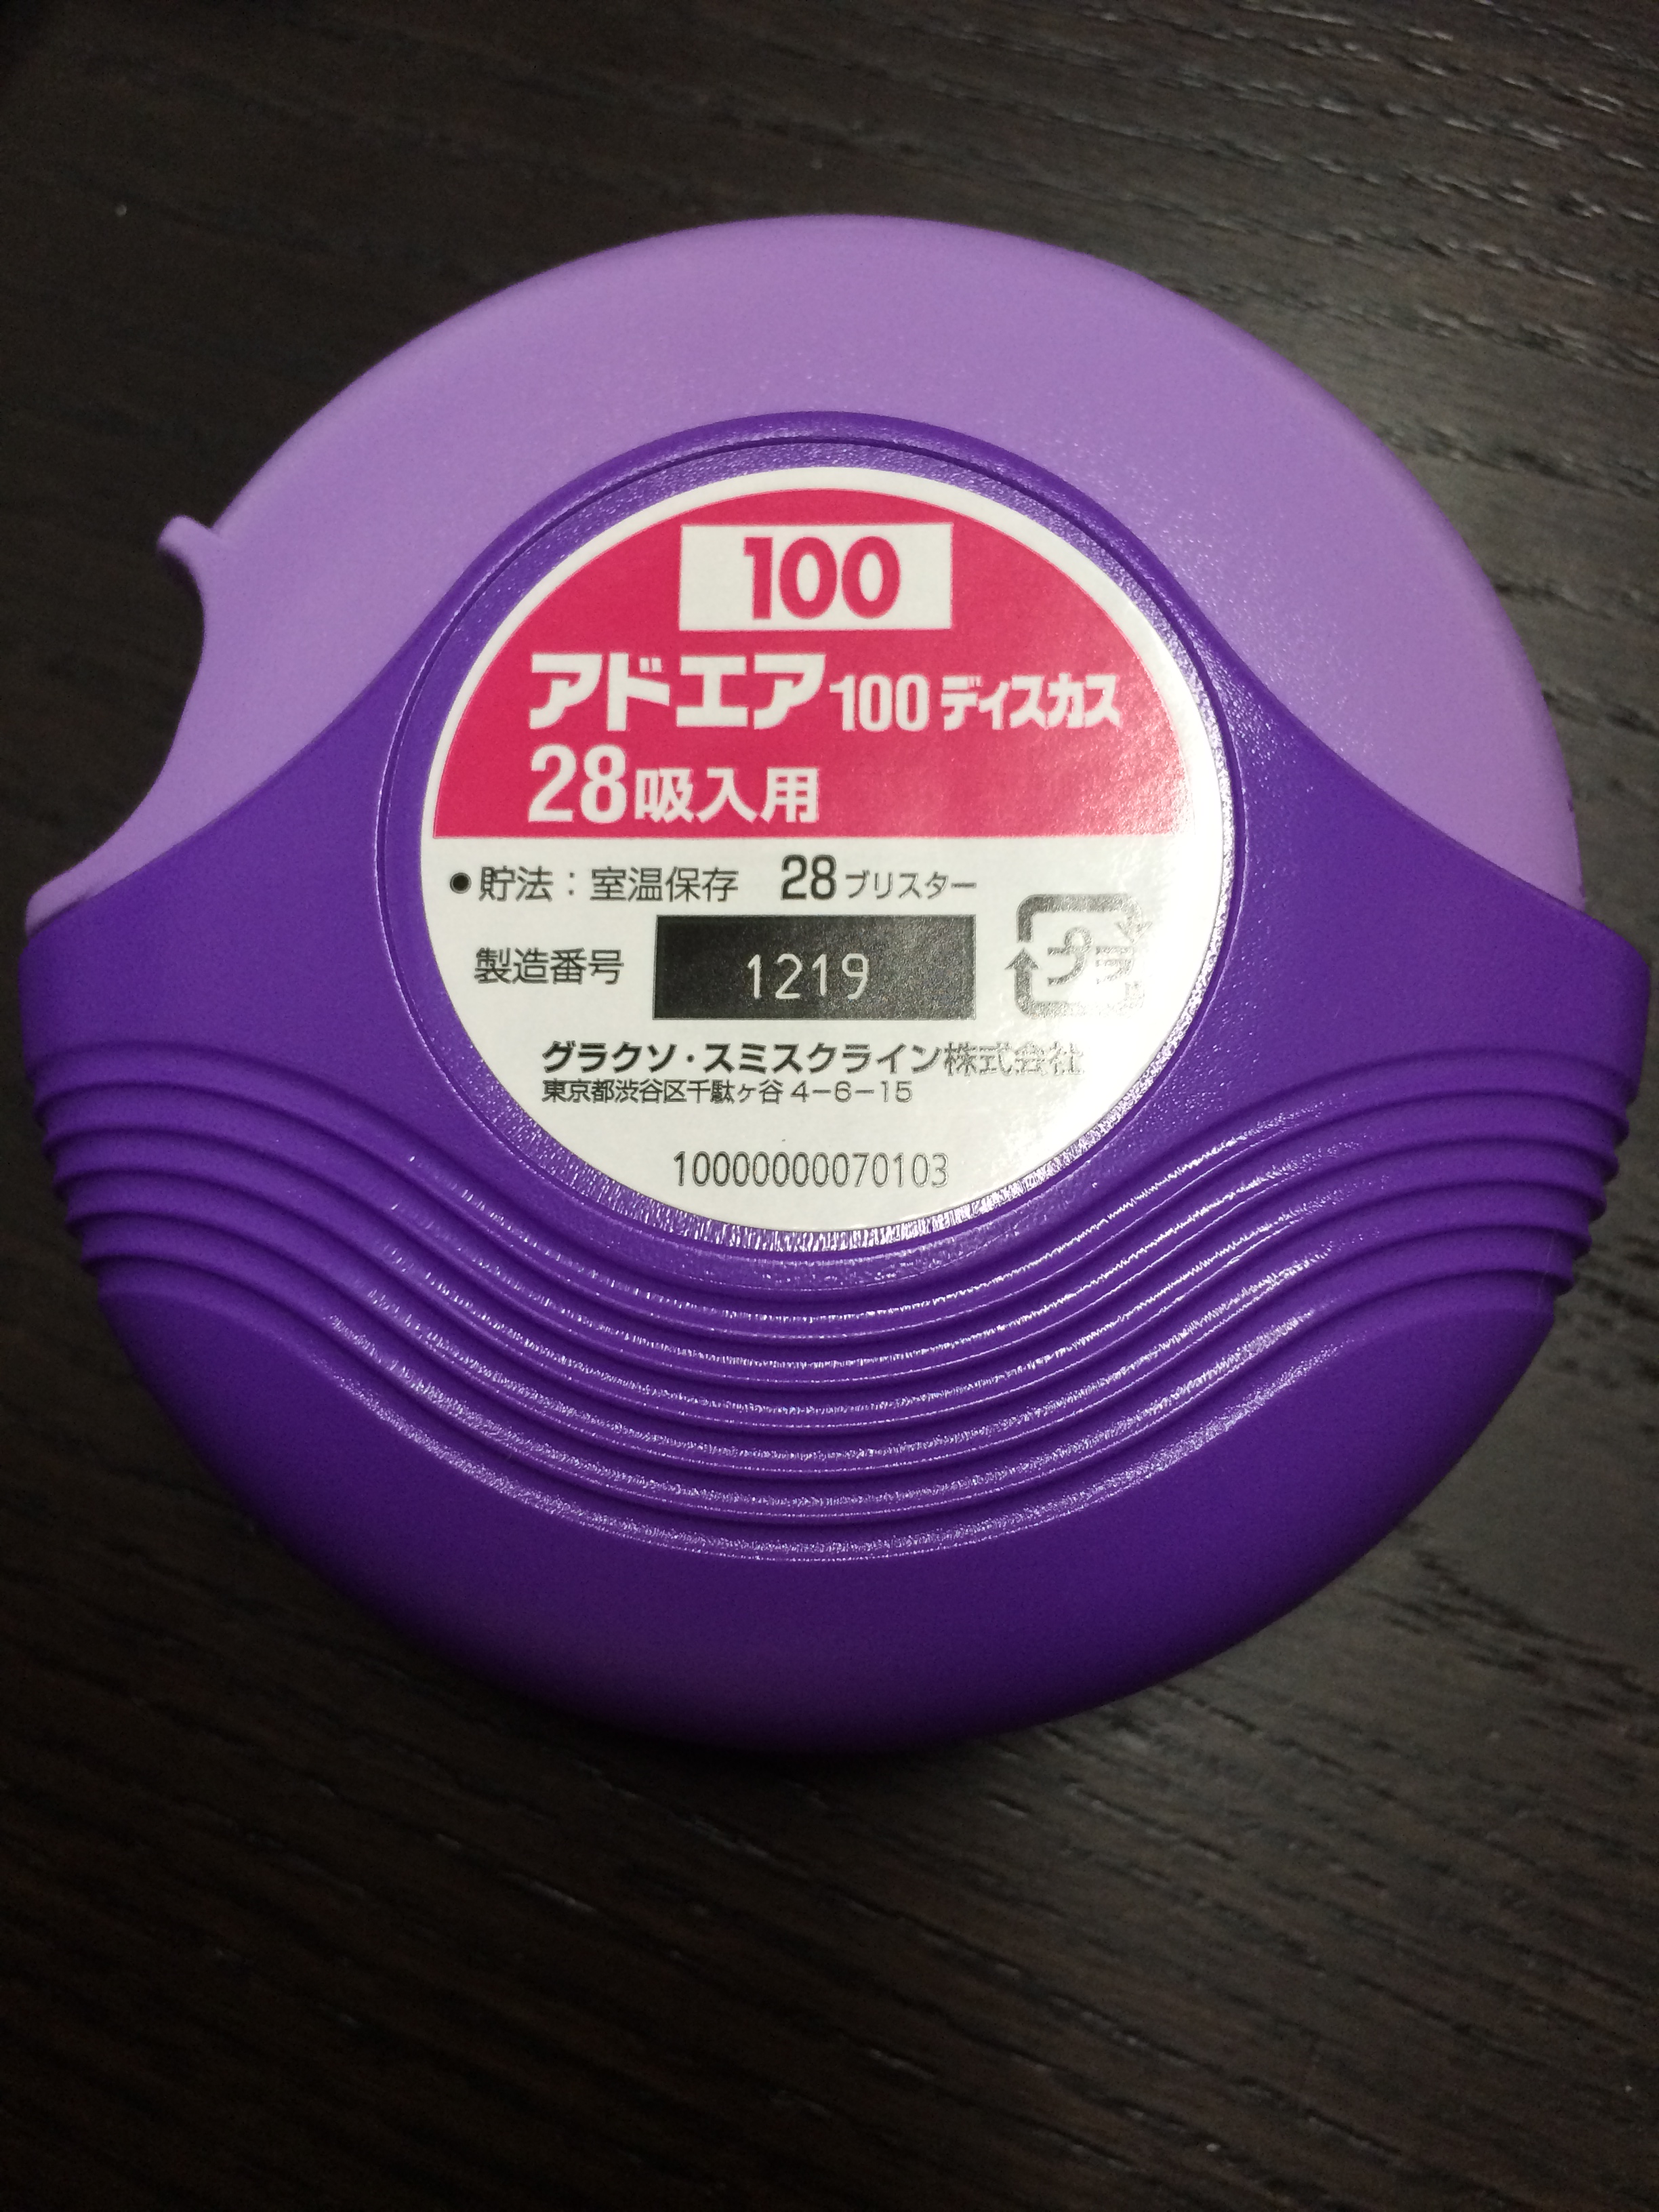 100
アドエア100ディスカス
28吸入用
●貯法：室温保存 28ブリスター
製造番号 1219 プラ
グラクソ・スミスクライン株式会社
東京都渋谷区千駄ヶ谷 4－6－15
10000000070103